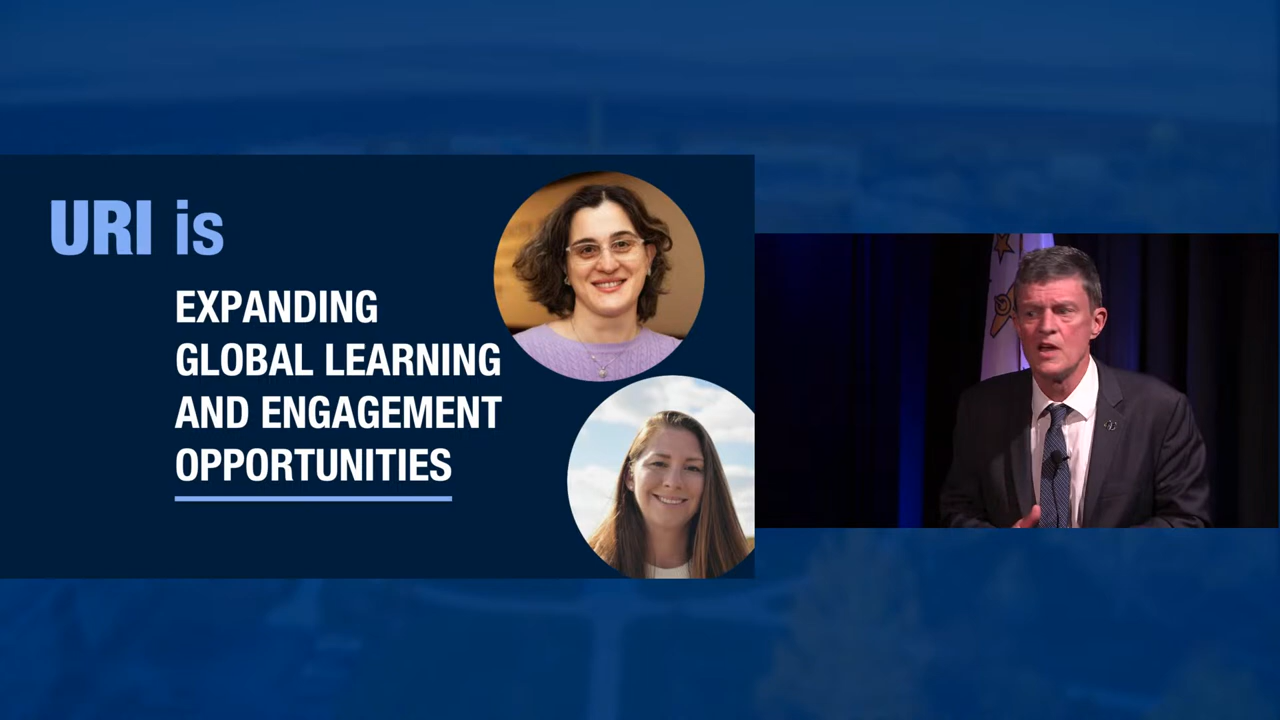 URI is
EXPANDING
GLOBAL LEARNING
AND ENGAGEMENT
OPPORTUNITIES